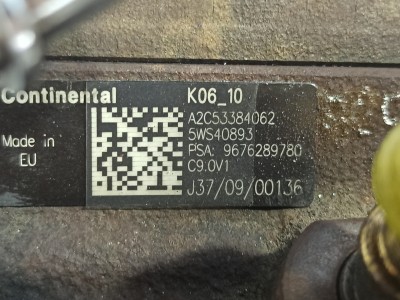 Continental K06_10
A2C53384062
5WS40893
Made in
EU
PSA: 9676289780
C9.0V1
J37/09/00136